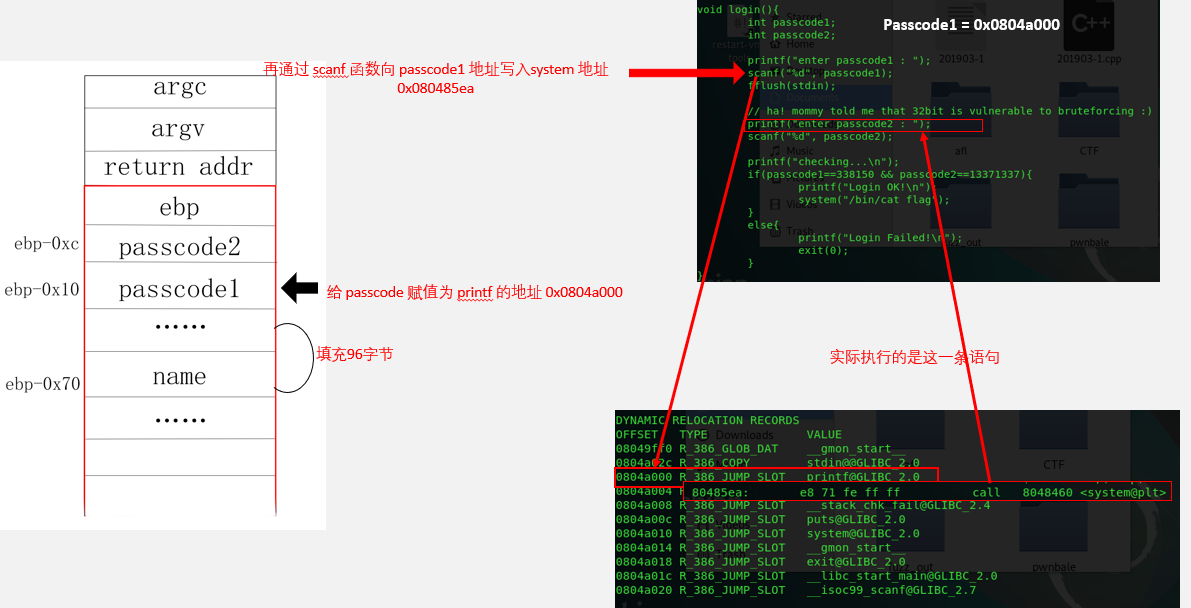 argc
argv
return addr
ebp
ebp-0xc
passcode2
ebp-0x10
passcode1
······
填充96字节
ebp-0x70
name
······
再通过 scanf 函数向 passcode1 地址写入system 地址
0x080485ea
给 passcode 赋值为 printf 的地址 0x0804a000
Passcode1 = 0x0804a000
void login(){
int passcode1;
int passcode2;
printf("enter passcode1 : ");
scanf("%d", passcode1);
fflush(stdin);
// ha! mommy told me that 32bit is vulnerable to bruteforcing :)
printf("enter passcode2 : ");
scanf("%d", passcode2);
printf("checking...\n");
if(passcode1==338150 && passcode2==13371337){
printf("Login OK!\n");
system("/bin/cat flag");
}
else{
printf("Login Failed!\n");
exit(0);
}
}
C++
201903-1
201903-1.cpp
Home
Music
Trash
afl
CTF
pwnbale
实际执行的是这一条语句
DYNAMIC RELOCATION RECORDS
OFFSET TYPE VALUE
08049ff0 R_386_GLOB_DAT __gmon_start__
0804a02c R_386_COPY stdin@@GLIBC_2.0
0804a000 R_386_JUMP_SLOT printf@GLIBC_2.0
0804a004
80485ea: e8 71 fe ff ff call 8048460 <system@plt>
0804a008 R_386_JUMP_SLOT __stack_chk_fail@GLIBC_2.4
0804a00c R_386_JUMP_SLOT puts@GLIBC_2.0
0804a010 R_386_JUMP_SLOT system@GLIBC_2.0
0804a014 R_386_JUMP_SLOT __gmon_start__
0804a018 R_386_JUMP_SLOT exit@GLIBC_2.0
0804a01c R_386_JUMP_SLOT __libc_start_main@GLIBC_2.0
0804a020 R_386_JUMP_SLOT __isoc99_scanf@GLIBC_2.7
Downloads
CTF
pwnbale